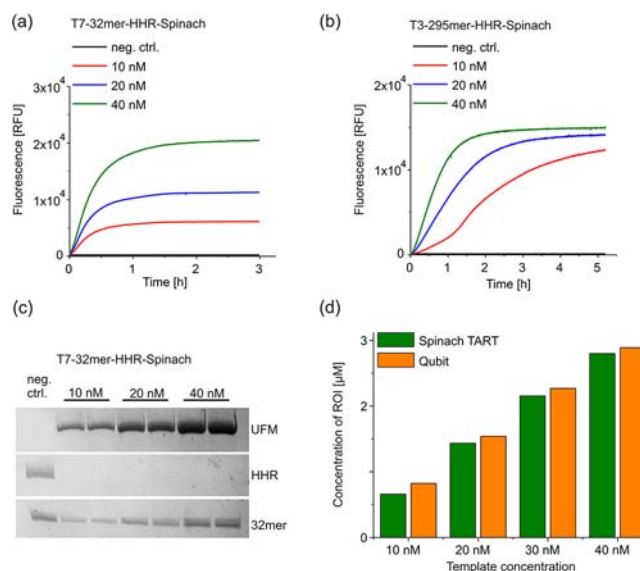 (a)
T7-32mer-HHR-Spinach
neg. ctrl.
10 nM
20 nM
40 nM
3x10⁴
2x10⁴
1x10⁴
0
Fluorescence [RFU]
0 1 2 3
Time [h]
(b)
T3-295mer-HHR-Spinach
neg. ctrl.
10 nM
20 nM
40 nM
2x10⁴
1x10⁴
0
Fluorescence [RFU]
0 1 2 3 4 5
Time [h]
(c)
T7-32mer-HHR-Spinach
neg.
ctrl.
10 nM 20 nM 40 nM
UFM
HHR
32mer
(d)
Spinach TART
Qubit
3
2
0
Concentration of ROI [µM]
10 nM 20 nM 30 nM 40 nM
Template concentration